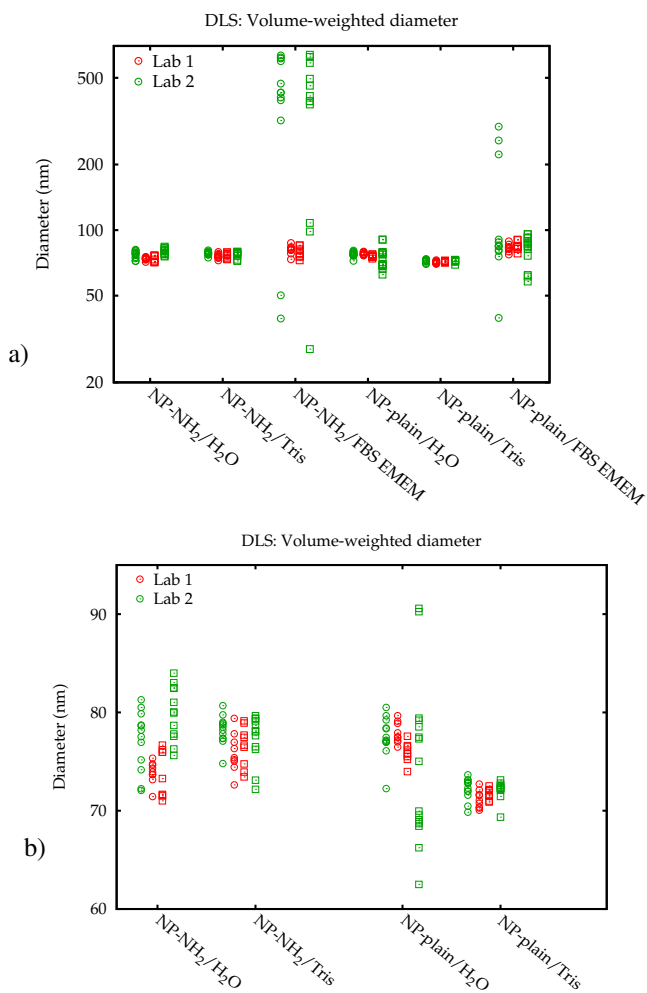 DLS: Volume-weighted diameter
Lab 1
Lab 2
500
200
100
50
20
Diameter (nm)
NP-NH₂/H₂O
NP-NH₂/Tris
NP-NH₂/FBS EMEM
NP-plain/H₂O
NP-plain/Tris
NP-plain/FBS EMEM
a)
DLS: Volume-weighted diameter
Lab 1
Lab 2
90
80
70
60
Diameter (nm)
NP-NH₂/H₂O
NP-NH₂/Tris
NP-plain/H₂O
NP-plain/Tris
b)